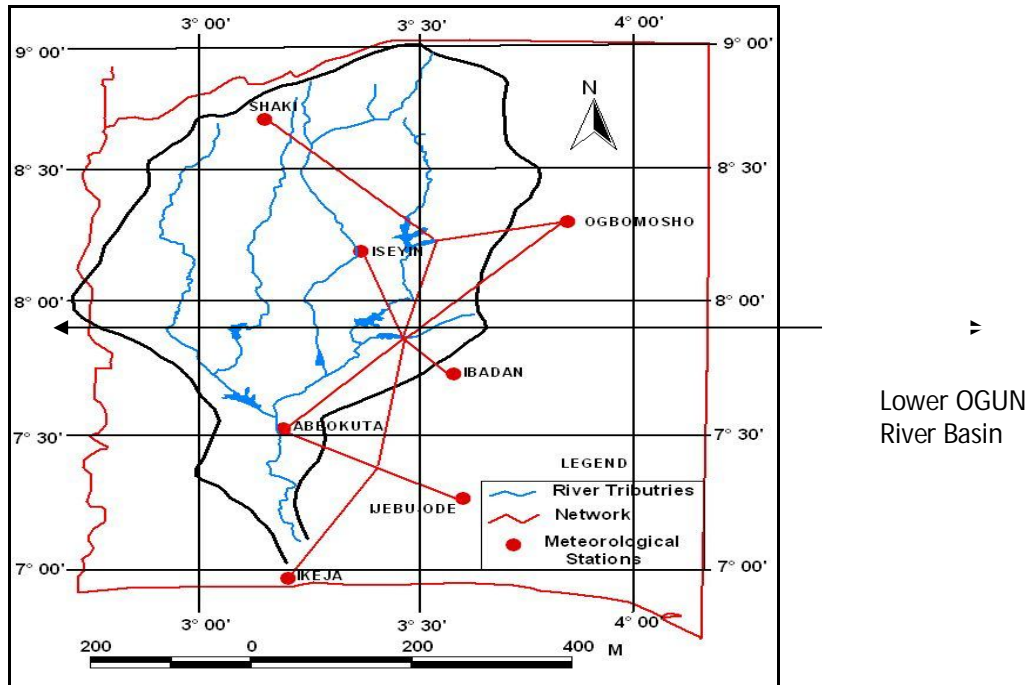 3° 00' 3° 30' 4° 00'
9° 00' 9° 00'
N
SHAKI
8° 30' 8° 30'
OGBOMOSHO
ISEYIN
8° 00' 8° 00'
IBADAN
Lower OGUN
River Basin
ABEOKUTA
7° 30' 7° 30'
LEGEND
River Tributries
Network
Meteorological
Stations
IJEBU-ODE
7° 00' 7° 00'
IKEJA
3° 00' 3° 30' 4° 00'
200 0 200 400 M